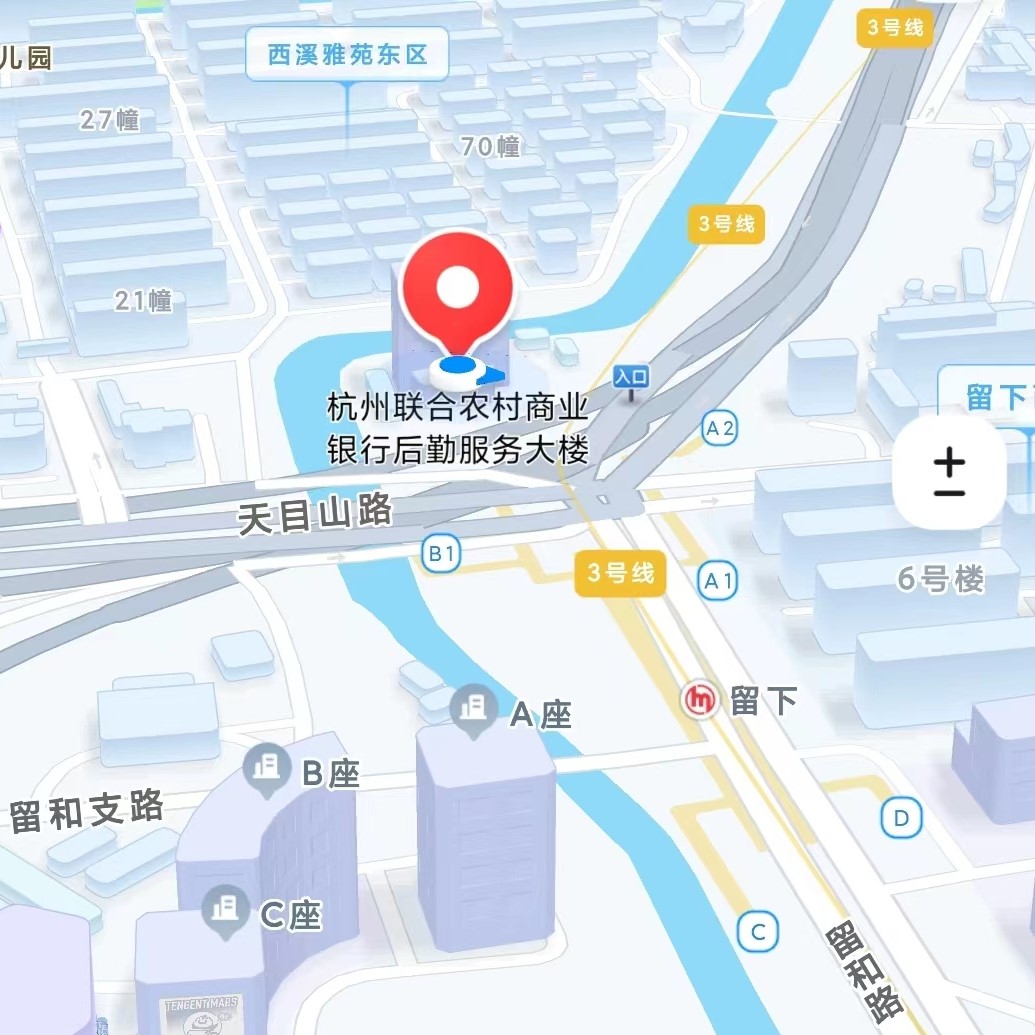 3号线
儿园
西溪雅苑东区
27幢
70幢
3号线
21幢
入口
杭州联合农村商业
银行后勤服务大楼
留下
A2
天目山路
B1
3号线
A1
6号楼
留下
A座
B座
留和支路
D
C座
C
留和路
TENCENT MAPS